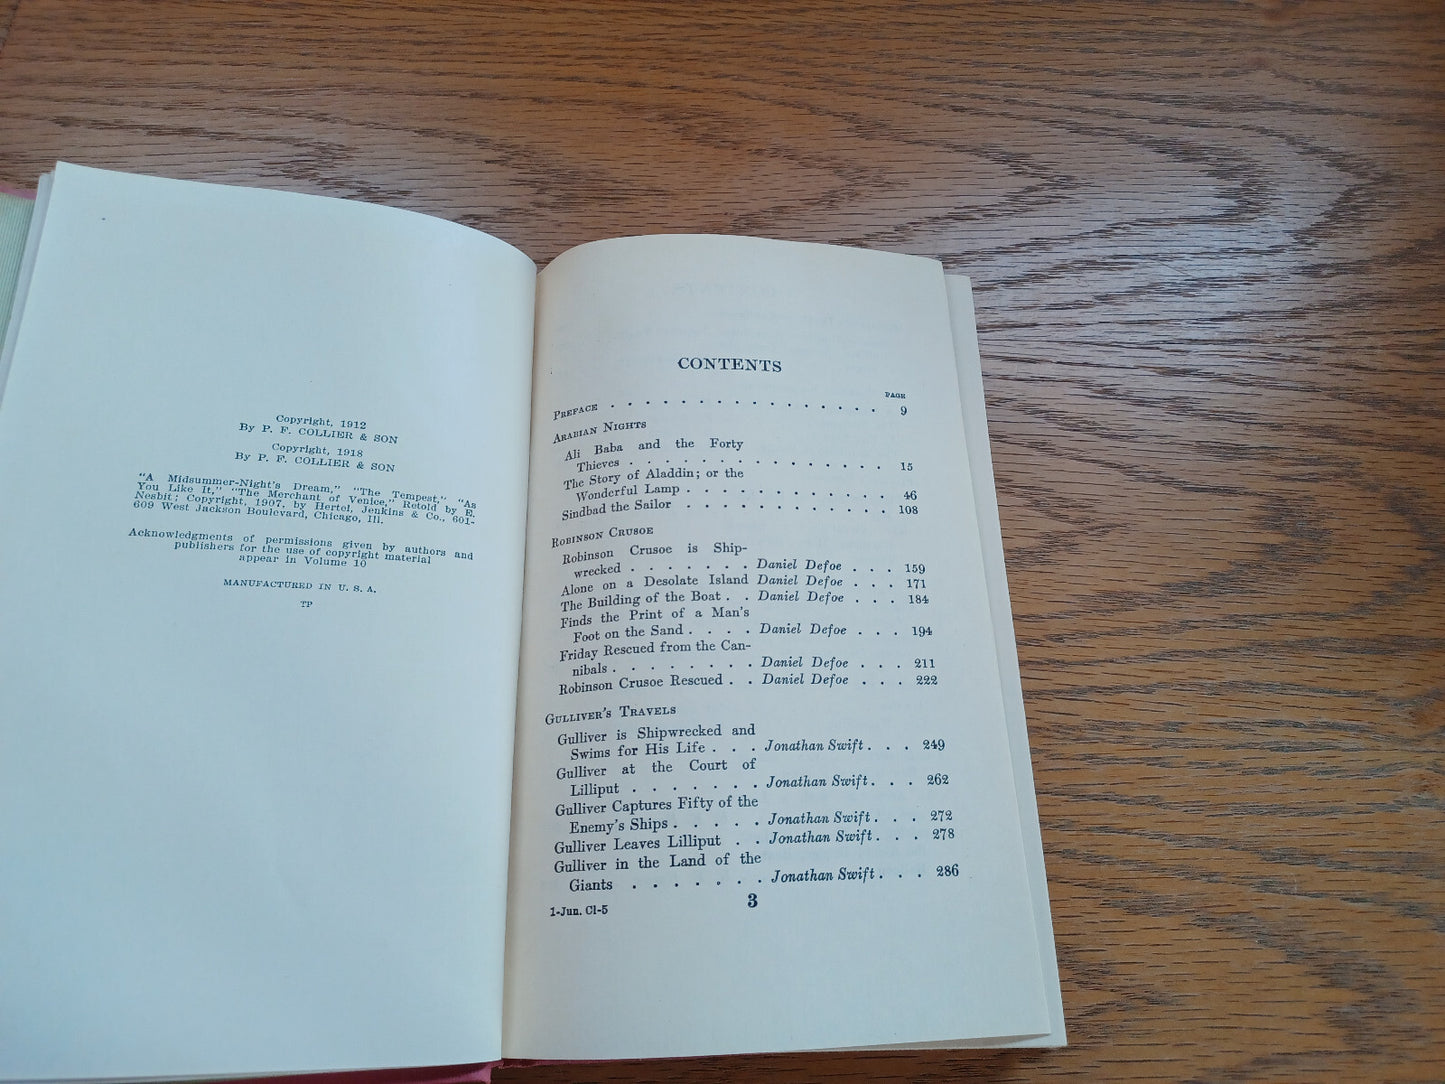 Copyright, 1912
By P. F. COLLIER & SON
Copyright, 1918
By P. F. COLLIER & SON
"A Midsummer-Night's Dream," "The Tempest," "As
You Like It," "The Merchant of Venice," Retold by E.
Nesbit; Copyright, 1907, by Hertel, Jenkins & Co., 601-
609 West Jackson Boulevard, Chicago, Ill.
Acknowledgments of permissions given by authors and
publishers for the use of copyright material
appear in Volume 10
MANUFACTURED IN U. S. A.
TP
CONTENTS
PAGE
PREFACE . . . . . . . . . . . . . . . . 9
ARABIAN NIGHTS
Ali Baba and the Forty
Thieves . . . . . . . . . . . . . . . 15
The Story of Aladdin; or the
Wonderful Lamp . . . . . . . . . . . . 46
Sindbad the Sailor . . . . . . . . . . . . 108
ROBINSON CRUSOE
Robinson Crusoe is Ship-
wrecked . . . . . . . Daniel Defoe . . . 159
Alone on a Desolate Island Daniel Defoe . . . 171
The Building of the Boat . . Daniel Defoe . . . 184
Finds the Print of a Man's
Foot on the Sand . . . . Daniel Defoe . . . 194
Friday Rescued from the Can-
nibals . . . . . . . . Daniel Defoe . . . 211
Robinson Crusoe Rescued . . Daniel Defoe . . . 222
GULLIVER'S TRAVELS
Gulliver is Shipwrecked and
Swims for His Life . . . Jonathan Swift . . . 249
Gulliver at the Court of
Lilliput . . . . . . . Jonathan Swift . . . 262
Gulliver Captures Fifty of the
Enemy's Ships . . . . . Jonathan Swift . . . 272
Gulliver Leaves Lilliput . . Jonathan Swift . . . 278
Gulliver in the Land of the
Giants . . . . . . . Jonathan Swift . . . 286
1-Jun. Cl-5 3